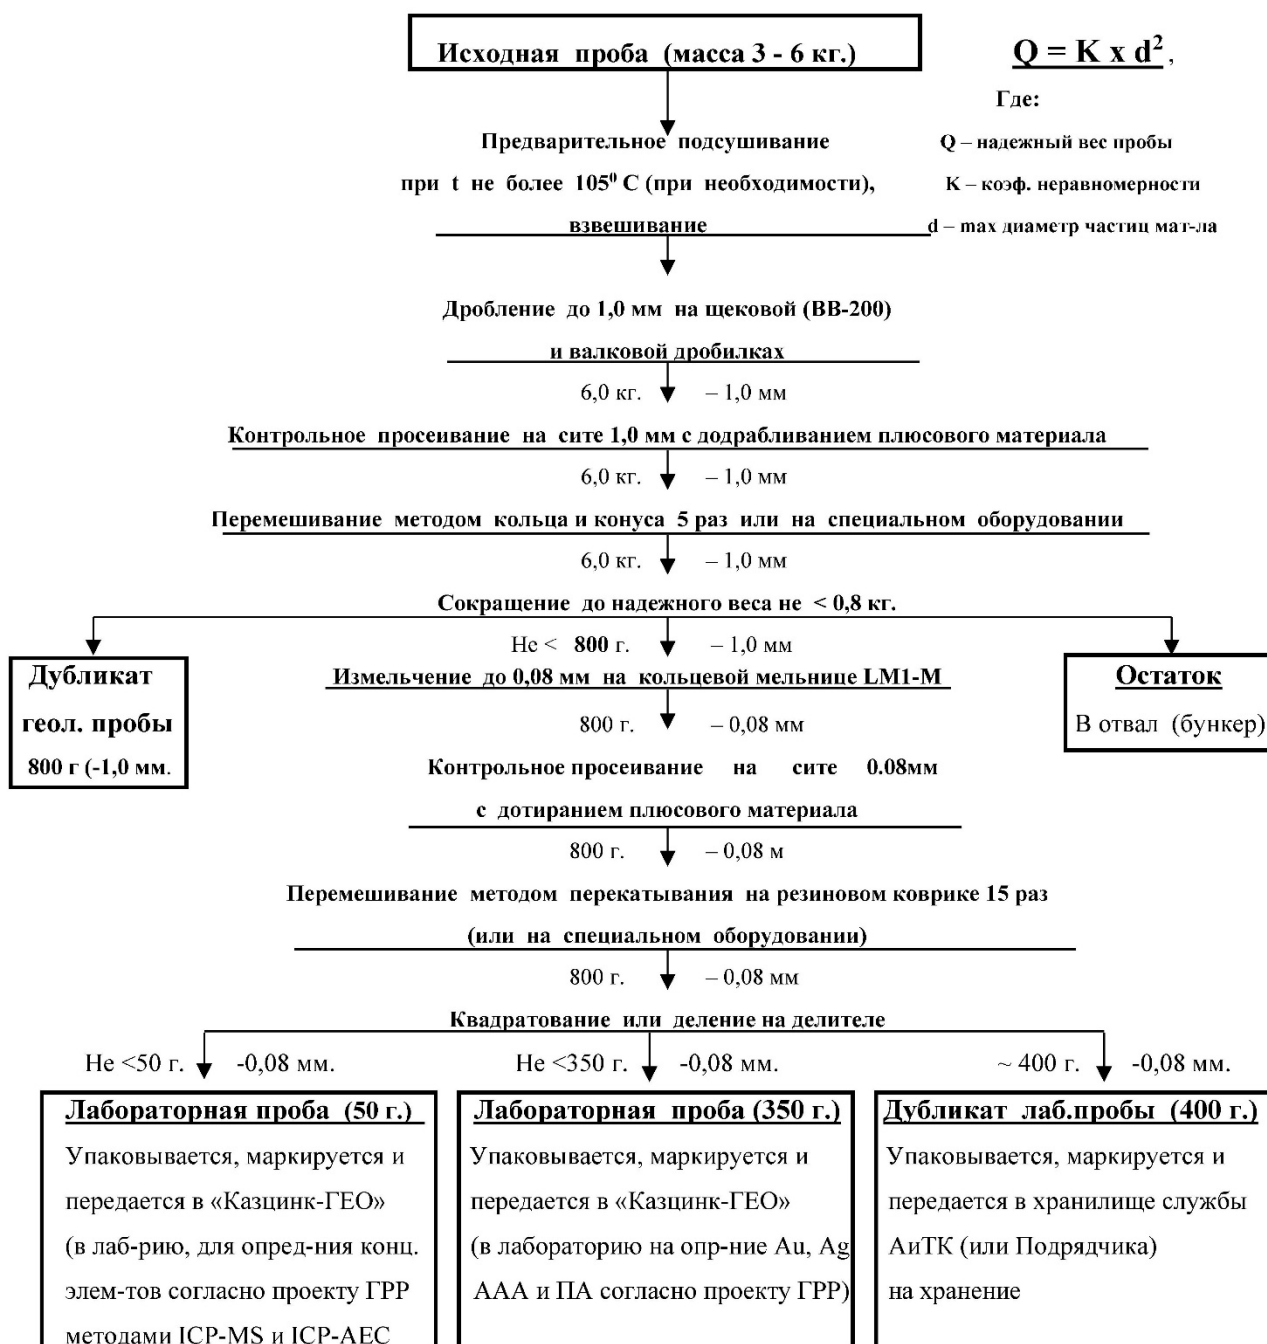 Исходная проба (масса 3 - 6 кг.)
Q = K x d²,
Где:
Предварительное подсушивание
Q – надежный вес пробы
при t не более 105⁰ С (при необходимости),
K – коэф. неравномерности
взвешивание
d – max диаметр частиц мат-ла
Дробление до 1,0 мм на щековой (ВВ-200)
и валковой дробилках
6,0 кг. – 1,0 мм
Контрольное просеивание на сите 1,0 мм с додрабливанием плюсового материала
6,0 кг. – 1,0 мм
Перемешивание методом кольца и конуса 5 раз или на специальном оборудовании
6,0 кг. – 1,0 мм
Сокращение до надежного веса не < 0,8 кг.
Не < 800 г. – 1,0 мм
Дубликат
геол. пробы
800 г (-1,0 мм.
Измельчение до 0,08 мм на кольцевой мельнице LM1-М
Остаток
В отвал (бункер)
800 г. – 0,08 мм
Контрольное просеивание на сите 0.08мм
с дотиранием плюсового материала
800 г. – 0,08 м
Перемешивание методом перекатывания на резиновом коврике 15 раз
(или на специальном оборудовании)
800 г. – 0,08 мм
Квадратование или деление на делителе
Не <50 г. -0,08 мм.
Не <350 г. -0,08 мм.
~ 400 г. -0,08 мм.
Лабораторная проба (50 г.)
Упаковывается, маркируется и
передается в «Казцинк-ГЕО»
(в лаб-рию, для опред-ния конц.
элем-тов согласно проекту ГРР
методами ICP-MS и ICP-АЕС
Лабораторная проба (350 г.)
Упаковывается, маркируется и
передается в «Казцинк-ГЕО»
(в лабораторию на опр-ние Au, Ag
ААА и ПА согласно проекту ГРР)
Дубликат лаб.пробы (400 г.)
Упаковывается, маркируется и
передается в хранилище службы
АиТК (или Подрядчика)
на хранение